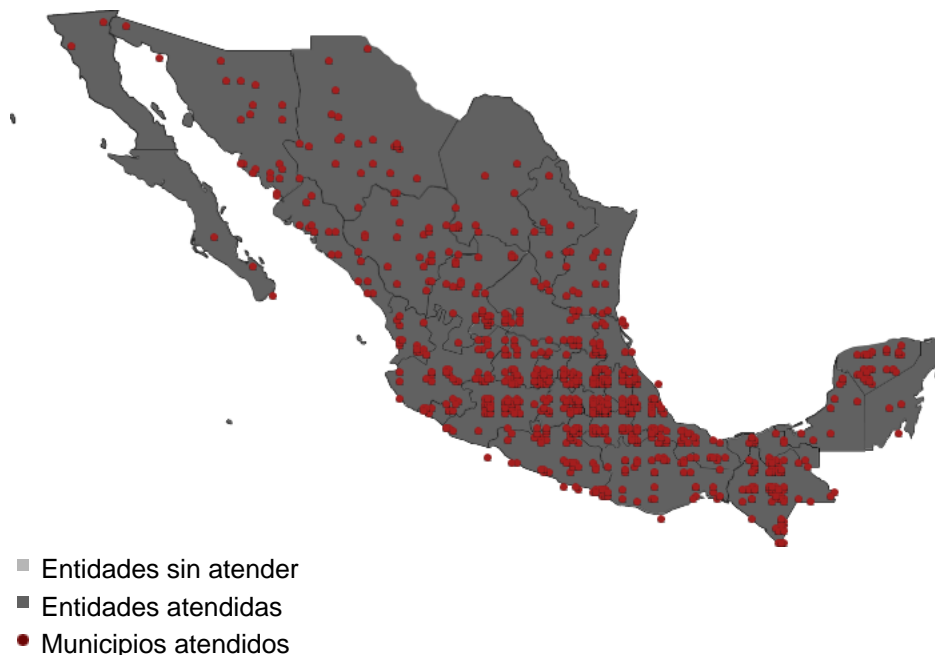 Entidades sin atender
Entidades atendidas
Municipios atendidos